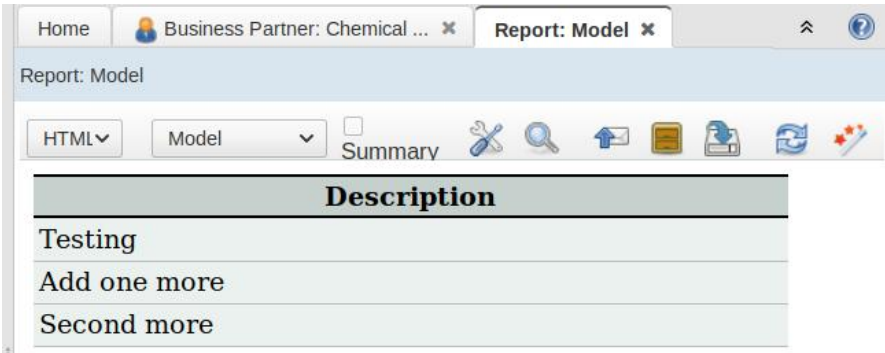 Home Business Partner: Chemical ... Report: Model
Report: Model
HTML Model Summary
Description
Testing
Add one more
Second more